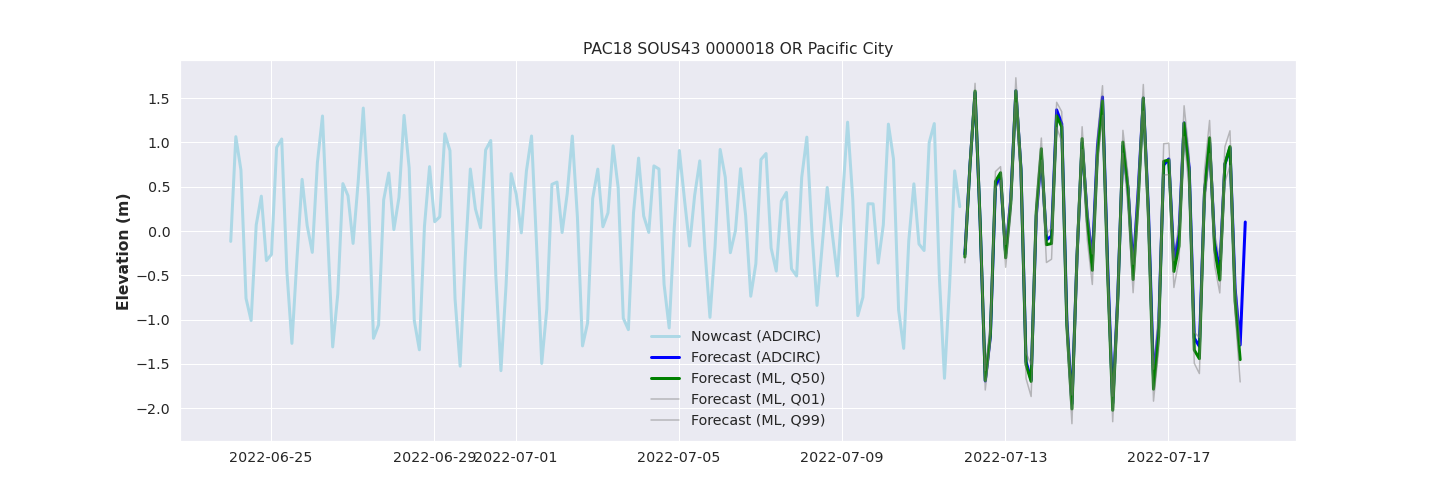 PAC18 SOUS43 0000018 OR Pacific City
Elevation (m)
1.5
1.0
0.5
0.0
−0.5
−1.0
−1.5
−2.0
Nowcast (ADCIRC)
Forecast (ADCIRC)
Forecast (ML, Q50)
Forecast (ML, Q01)
Forecast (ML, Q99)
2022-06-25 2022-06-29 2022-07-01 2022-07-05 2022-07-09 2022-07-13 2022-07-17